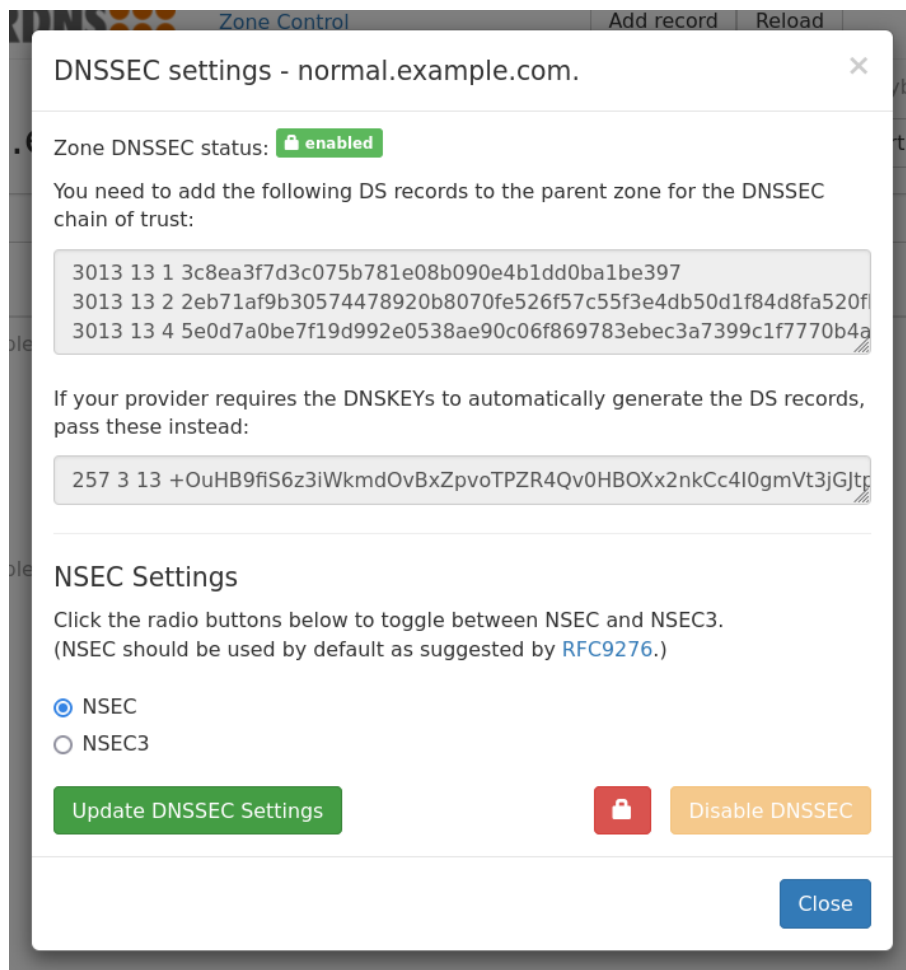 RDNS
Zone Control
Add record
Reload
DNSSEC settings - normal.example.com.
×
Zone DNSSEC status: enabled
You need to add the following DS records to the parent zone for the DNSSEC
chain of trust:
3013 13 1 3c8ea3f7d3c075b781e08b090e4b1dd0ba1be397
3013 13 2 2eb71af9b30574478920b8070fe526f57c55f3e4db50d1f84d8fa520f
3013 13 4 5e0d7a0be7f19d992e0538ae90c06f869783ebec3a7399c1f7770b4a
If your provider requires the DNSKEYs to automatically generate the DS records,
pass these instead:
257 3 13 +OuHB9fiS6z3iWkmdOvBxZpvoTPZR4Qv0HBOXx2nkCc4I0gmVt3jGJtp
NSEC Settings
Click the radio buttons below to toggle between NSEC and NSEC3.
(NSEC should be used by default as suggested by RFC9276.)
NSEC
NSEC3
Update DNSSEC Settings
Disable DNSSEC
Close